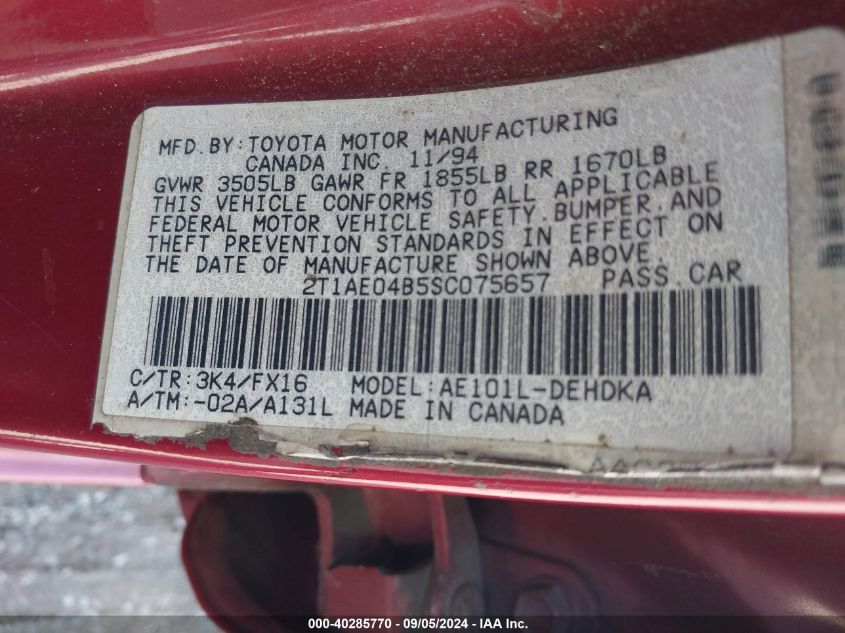 MFD. BY: TOYOTA MOTOR MANUFACTURING
CANADA INC. 11/94
GVWR 3505LB GAWR FR 1855LB RR 1670LB
THIS VEHICLE CONFORMS TO ALL APPLICABLE
FEDERAL MOTOR VEHICLE SAFETY, BUMPER, AND
THEFT PREVENTION STANDARDS IN EFFECT ON
THE DATE OF MANUFACTURE SHOWN ABOVE.
2T1AE04B5SC075657 PASS. CAR
C/TR: 3K4/FX16 MODEL: AE101L-DEHDKA
A/TM: -02A/A131L MADE IN CANADA
000-40285770 - 09/05/2024 - IAA Inc.